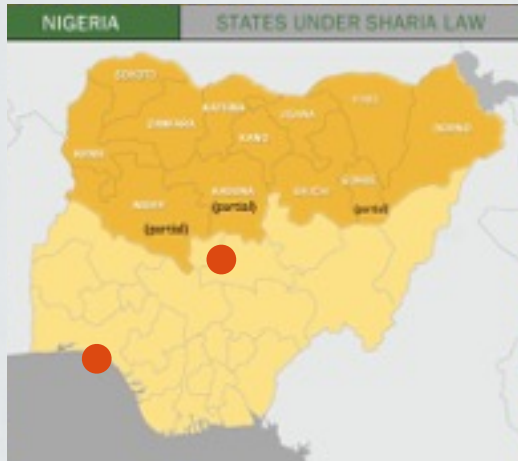 NIGERIA
STATES UNDER SHARIA LAW
SOKOTO
KATSINA
ZAMFARA
JIGAWA
YOBE
BORNO
KANO
KEBBI
KADUNA
(partial)
BAUCHI
GOMBE
(partial)
NIGER
(partial)